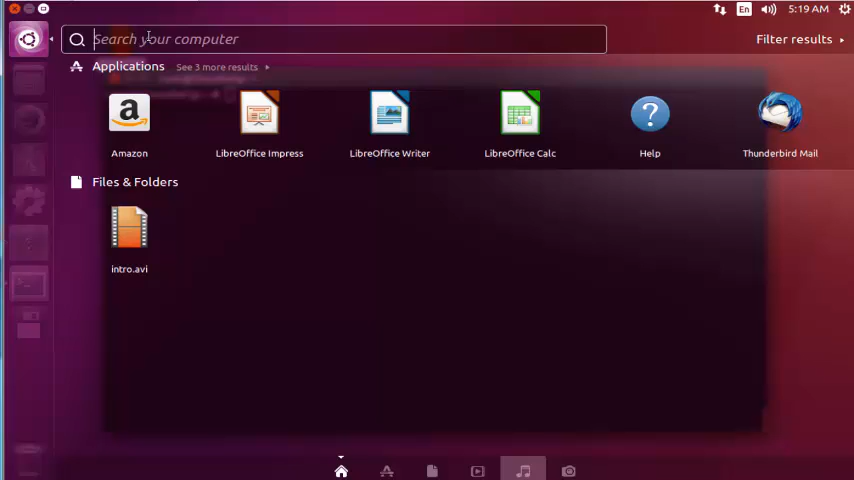 En 5:19 AM
Search your computer
Filter results
Applications See 3 more results
Amazon
LibreOffice Impress
LibreOffice Writer
LibreOffice Calc
Help
Thunderbird Mail
Files & Folders
intro.avi